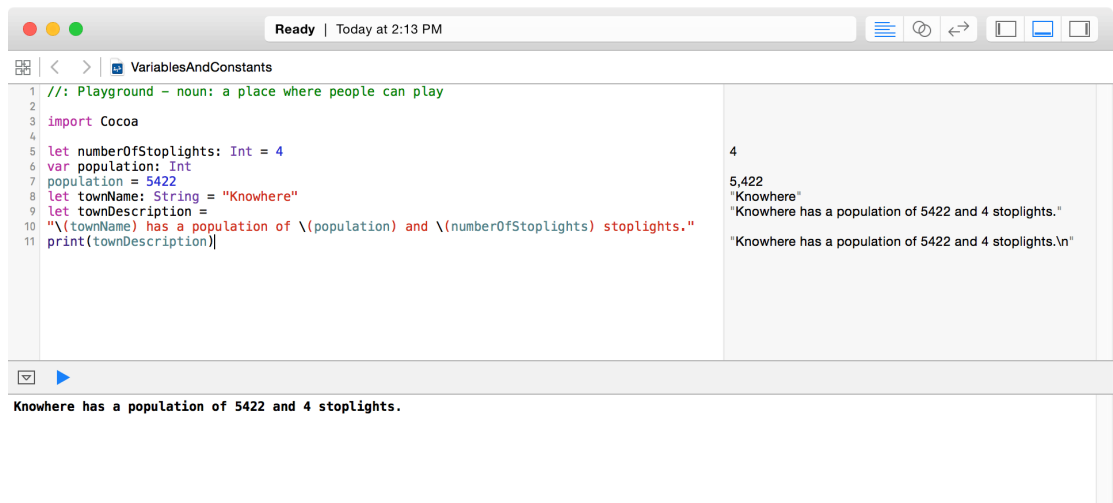 Ready | Today at 2:13 PM
VariablesAndConstants
1 //: Playground – noun: a place where people can play
2
3 import Cocoa
4
5 let numberOfStoplights: Int = 4 4
6 var population: Int
7 population = 5422 5,422
8 let townName: String = "Knowhere" "Knowhere"
9 let townDescription = "Knowhere has a population of 5422 and 4 stoplights."
10 "\(townName) has a population of \(population) and \(numberOfStoplights) stoplights."
11 print(townDescription) "Knowhere has a population of 5422 and 4 stoplights.\n"
Knowhere has a population of 5422 and 4 stoplights.